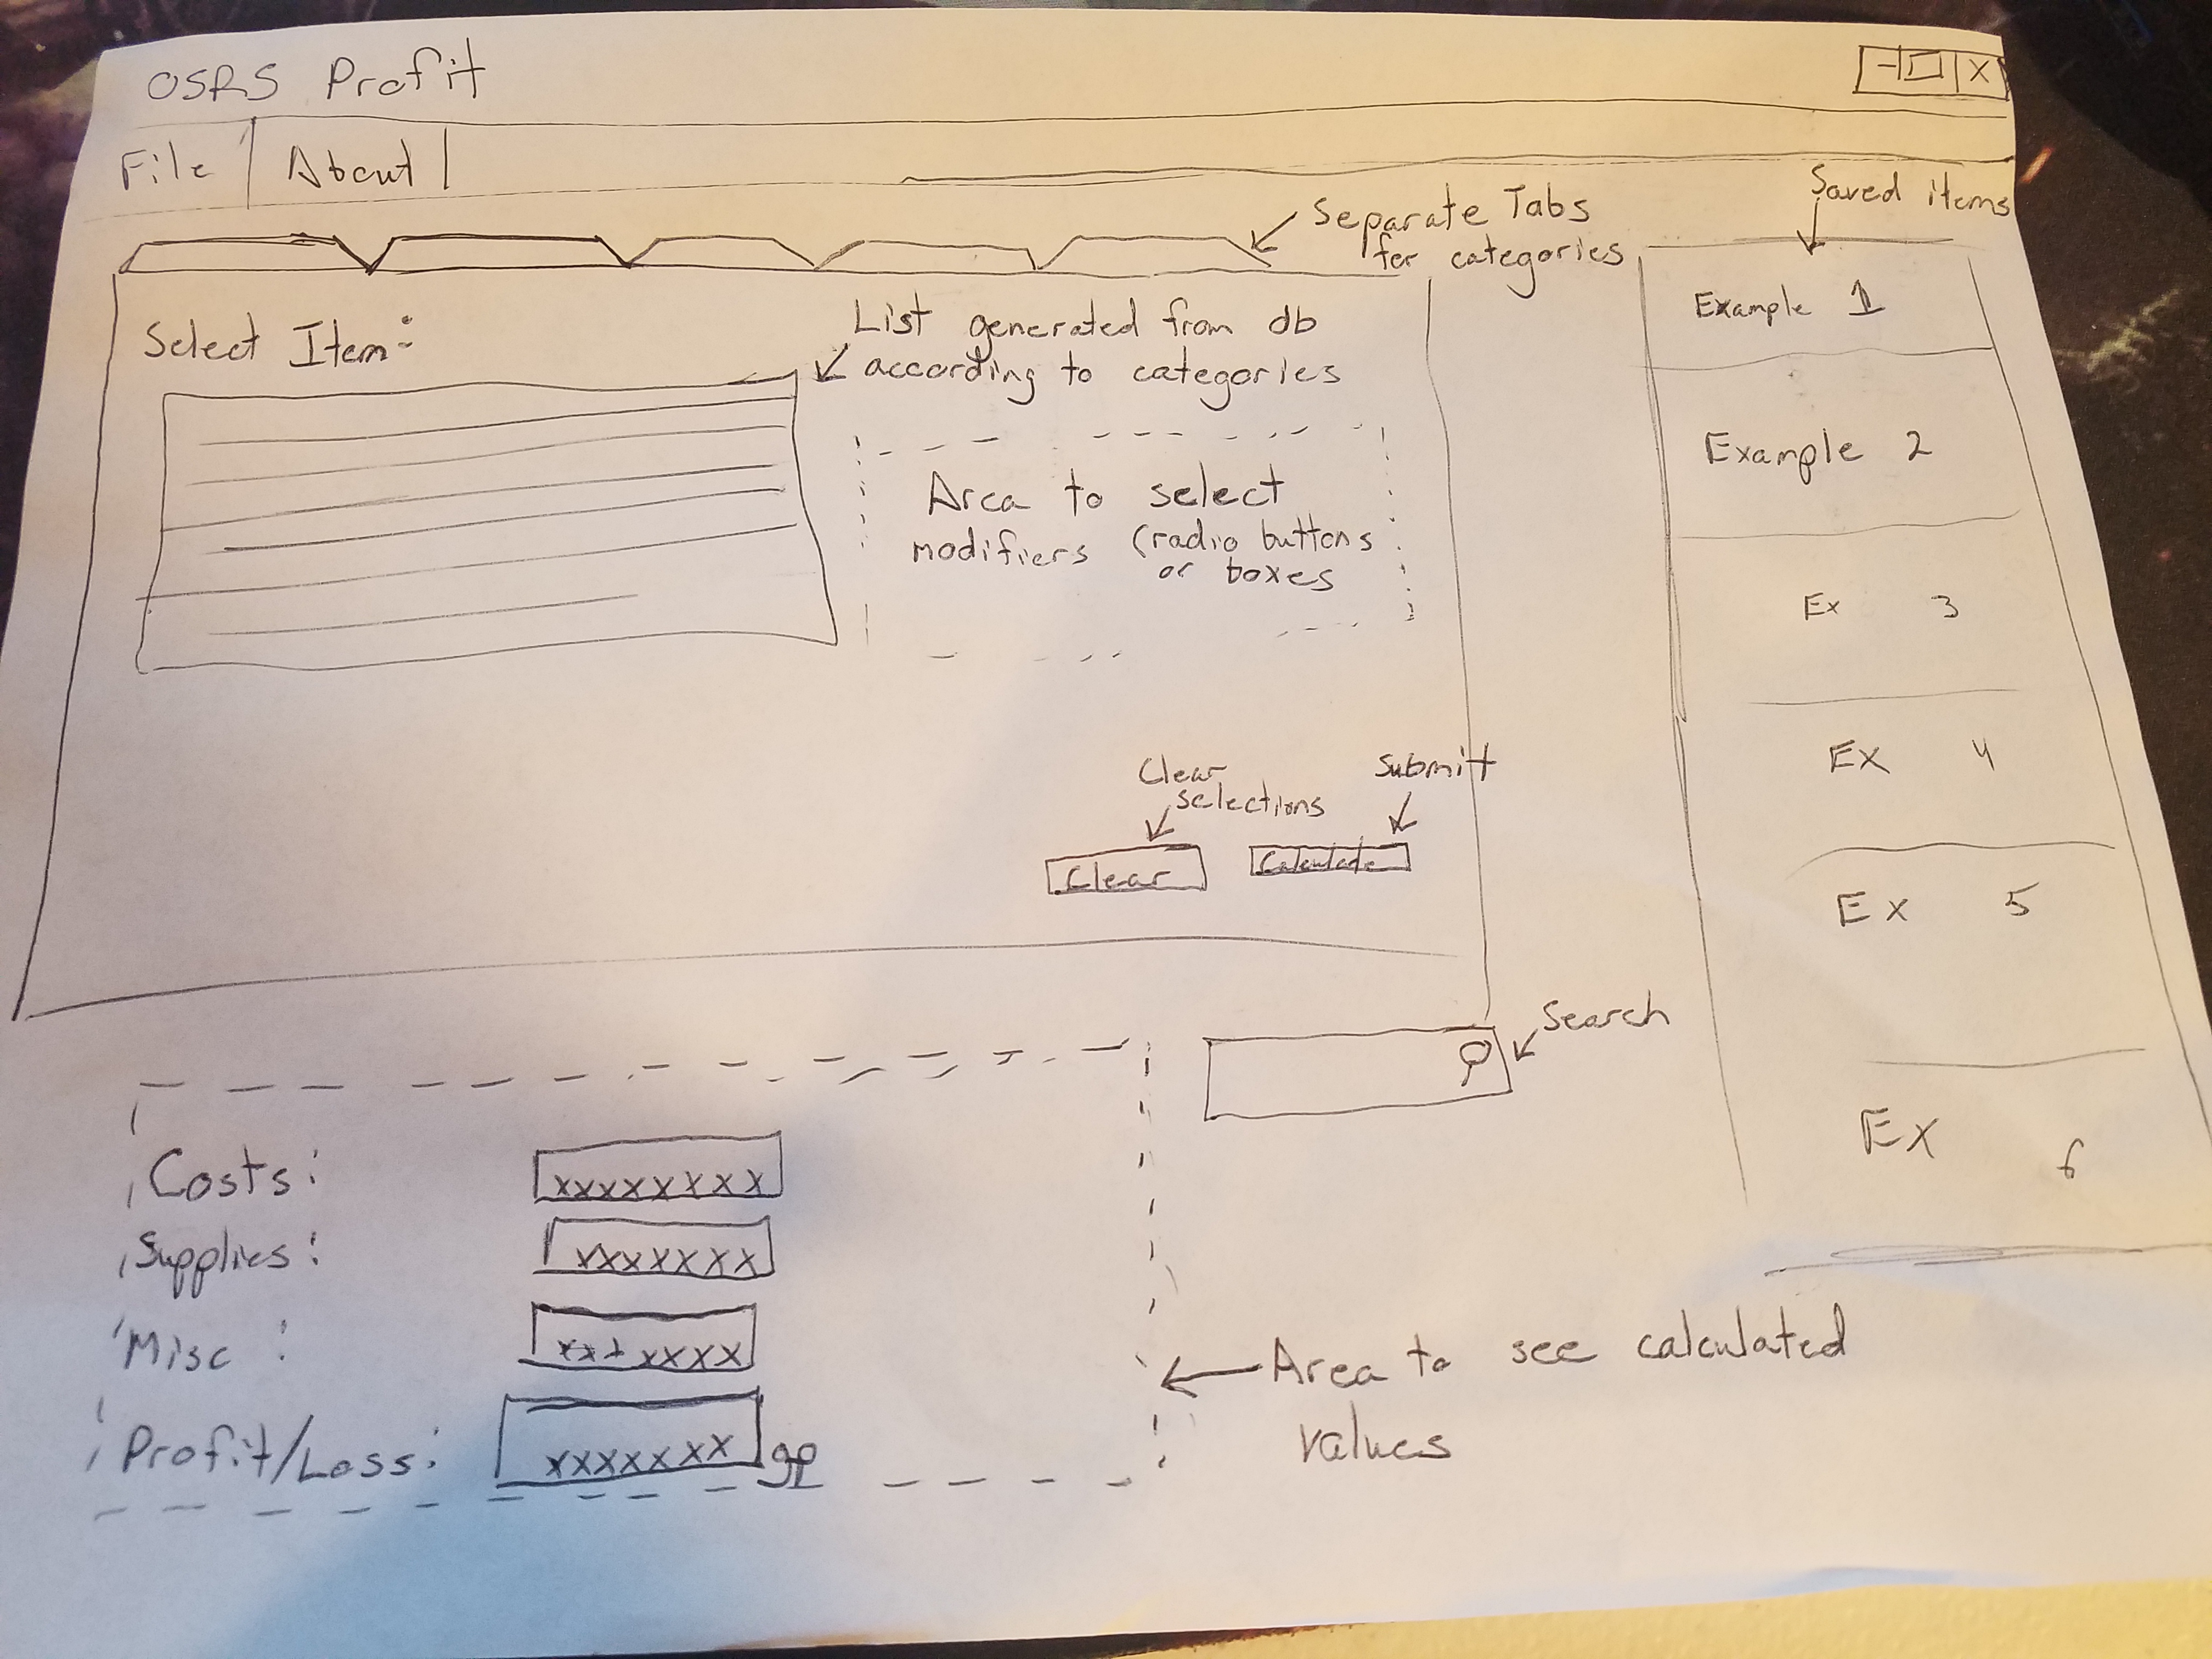 OSRS Profit
X
File About
Separate Tabs
for categories
Saved items
Select Item:
List generated from db
according to categories
Area to select
modifiers (radio buttons
or boxes
Clear
selections
Submit
Clear
Calculate
Search
Costs: xxxxxxxx
Supplies: xxxxxxx
Misc : xxxxxxx
Profit/Loss: xxxxxxx gp
Area to see calculated
values
Example 1
Example 2
Ex 3
Ex 4
Ex 5
Ex 6